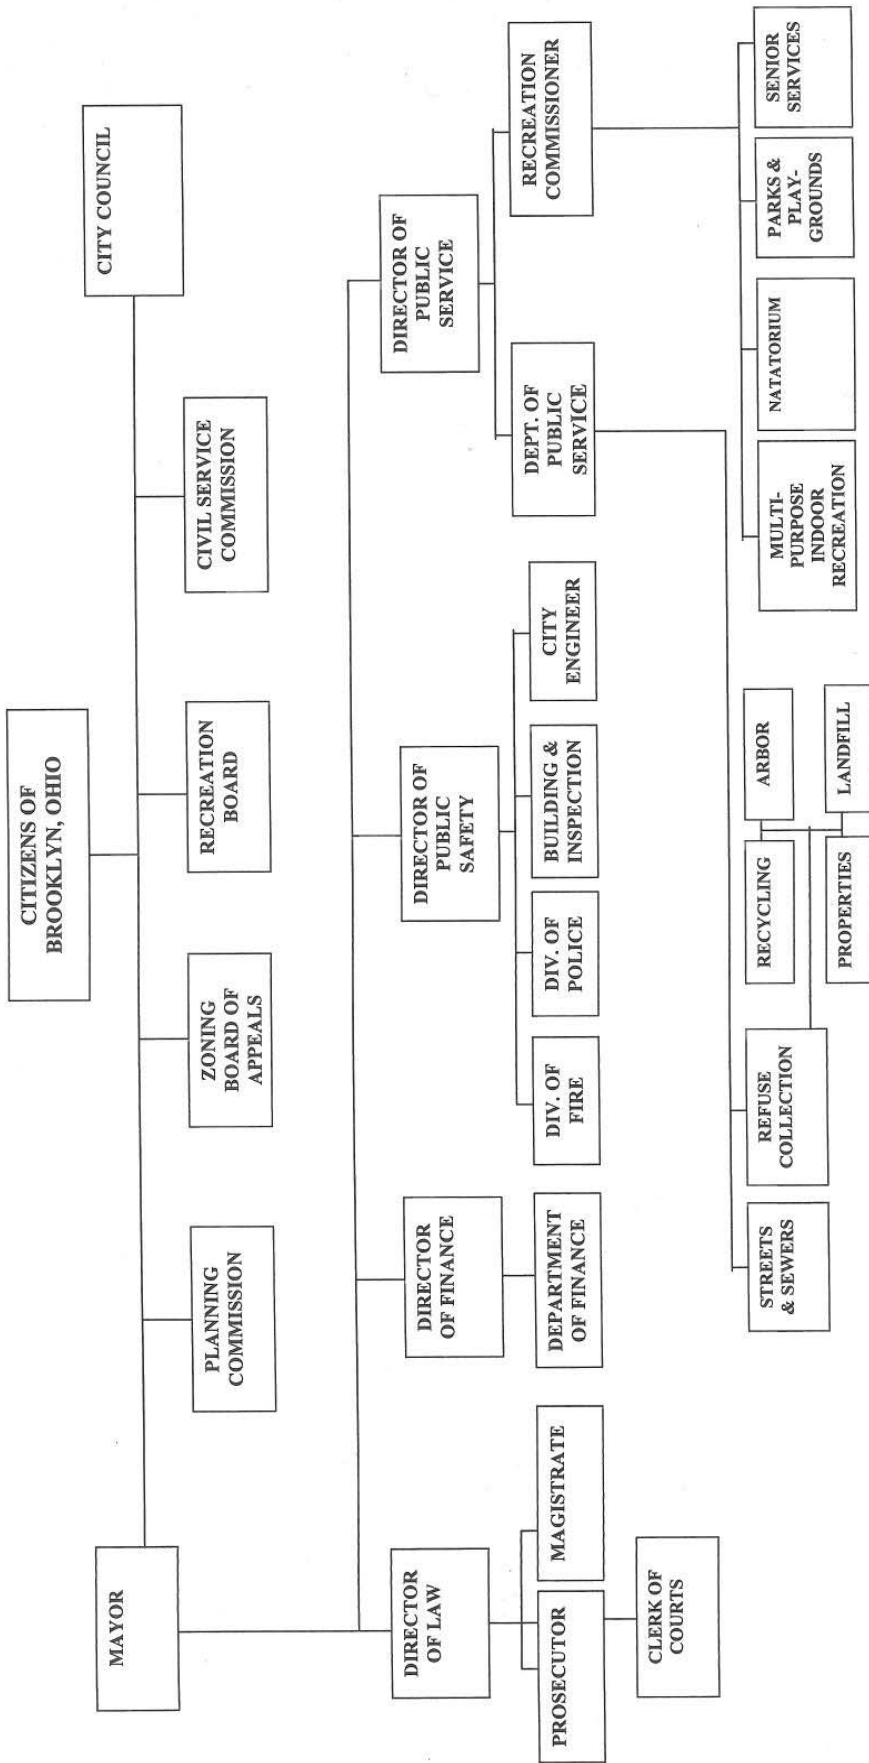 CITIZENS OF
BROOKLYN, OHIO
MAYOR
CITY COUNCIL
PLANNING
COMMISSION
ZONING
BOARD OF
APPEALS
RECREATION
BOARD
CIVIL SERVICE
COMMISSION
DIRECTOR
OF LAW
DIRECTOR
OF FINANCE
DIRECTOR OF
PUBLIC
SAFETY
DIRECTOR OF
PUBLIC
SERVICE
PROSECUTOR
MAGISTRATE
DEPARTMENT
OF FINANCE
DIV. OF
FIRE
DIV. OF
POLICE
BUILDING &
INSPECTION
CITY
ENGINEER
DEPT. OF
PUBLIC
SERVICE
RECREATION
COMMISSIONER
CLERK OF
COURTS
STREETS
& SEWERS
REFUSE
COLLECTION
RECYCLING
ARBOR
PROPERTIES
LANDFILL
MULTI-
PURPOSE
INDOOR
RECREATION
NATATORIUM
PARKS &
PLAY-
GROUNDS
SENIOR
SERVICES